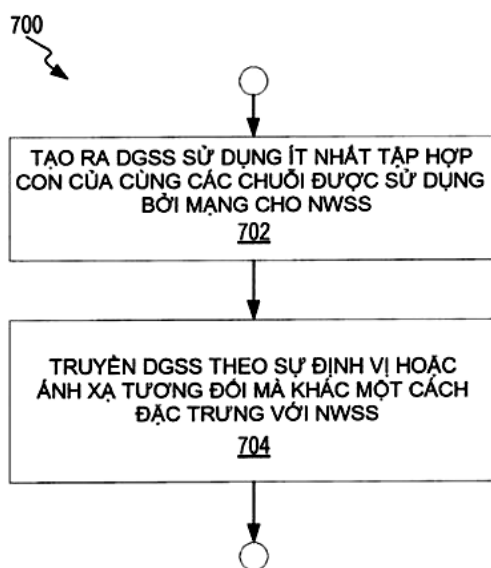 700
TẠO RA DGSS SỬ DỤNG ÍT NHẤT TẬP HỢP
CON CỦA CÙNG CÁC CHUỖI ĐƯỢC SỬ DỤNG
BỞI MẠNG CHO NWSS
702
TRUYỀN DGSS THEO SỰ ĐỊNH VỊ HOẶC
ÁNH XẠ TƯƠNG ĐỐI MÀ KHÁC MỘT CÁCH
ĐẶC TRƯNG VỚI NWSS
704